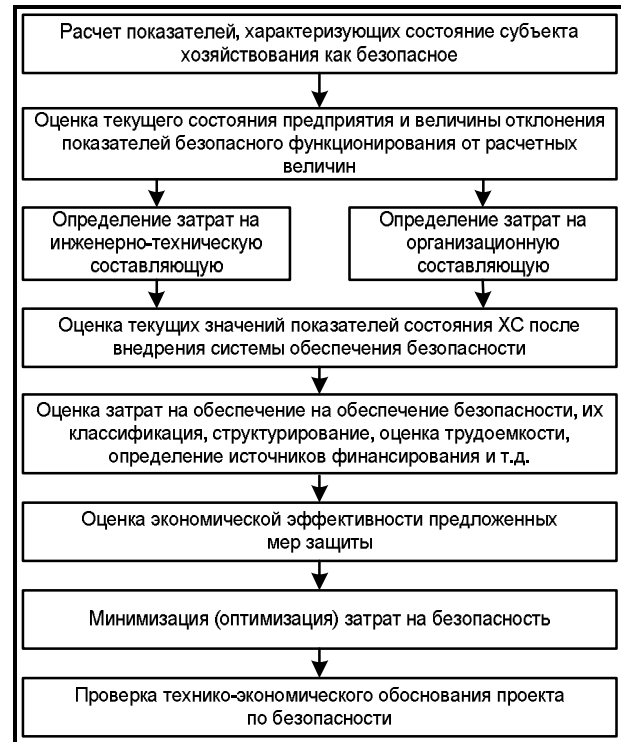 Расчет показателей, характеризующих состояние субъекта
хозяйствования как безопасное
Оценка текущего состояния предприятия и величины отклонения
показателей безопасного функционирования от расчетных
величин
Определение затрат на
инженерно-техническую
составляющую
Определение затрат на
организационную
составляющую
Оценка текущих значений показателей состояния ХС после
внедрения системы обеспечения безопасности
Оценка затрат на обеспечение на обеспечение безопасности, их
классификация, структурирование, оценка трудоемкости,
определение источников финансирования и т.д.
Оценка экономической эффективности предложенных
мер защиты
Минимизация (оптимизация) затрат на безопасность
Проверка технико-экономического обоснования проекта
по безопасности